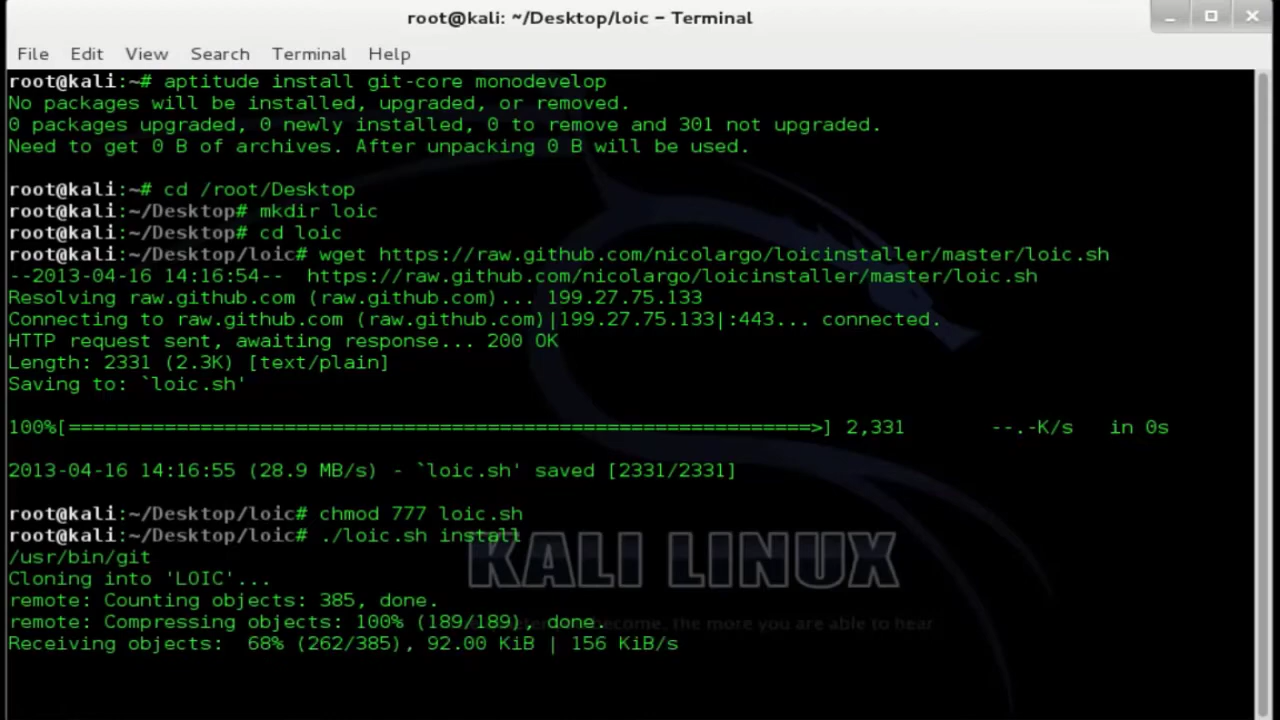 root@kali: ~/Desktop/loic – Terminal
File Edit View Search Terminal Help
root@kali:~# aptitude install git-core monodevelop
No packages will be installed, upgraded, or removed.
0 packages upgraded, 0 newly installed, 0 to remove and 301 not upgraded.
Need to get 0 B of archives. After unpacking 0 B will be used.
root@kali:~# cd /root/Desktop
root@kali:~/Desktop# mkdir loic
root@kali:~/Desktop# cd loic
root@kali:~/Desktop/loic# wget https://raw.github.com/nicolargo/loicinstaller/master/loic.sh
--2013-04-16 14:16:54--  https://raw.github.com/nicolargo/loicinstaller/master/loic.sh
Resolving raw.github.com (raw.github.com)... 199.27.75.133
Connecting to raw.github.com (raw.github.com)|199.27.75.133|:443... connected.
HTTP request sent, awaiting response... 200 OK
Length: 2331 (2.3K) [text/plain]
Saving to: `loic.sh'
100%[==============================================================>] 2,331       --.-K/s   in 0s
2013-04-16 14:16:55 (28.9 MB/s) - `loic.sh' saved [2331/2331]
root@kali:~/Desktop/loic# chmod 777 loic.sh
root@kali:~/Desktop/loic# ./loic.sh install
/usr/bin/git
KALI LINUX
Cloning into 'LOIC'...
remote: Counting objects: 385, done.
remote: Compressing objects: 100% (189/189), done.
become, the more you are able to hear
Receiving objects:  68% (262/385), 92.00 KiB | 156 KiB/s